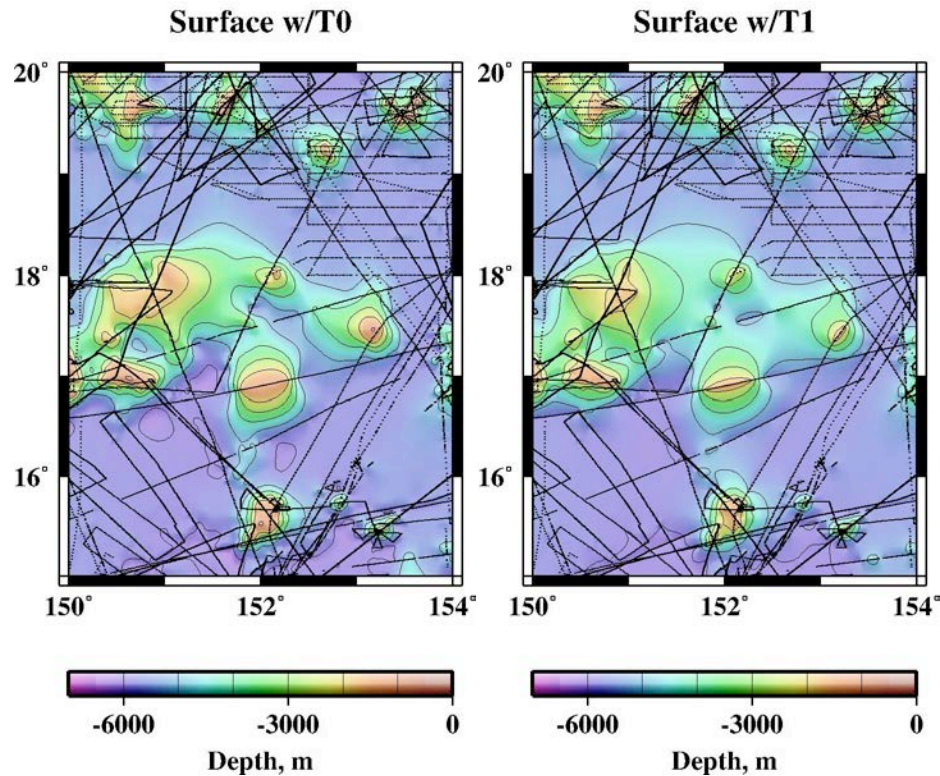 Surface w/T0 Surface w/T1
20° 20°
18° 18°
16° 16°
150° 152° 154° 150° 152° 154°
-6000 -3000 0 -6000 -3000 0
Depth, m Depth, m